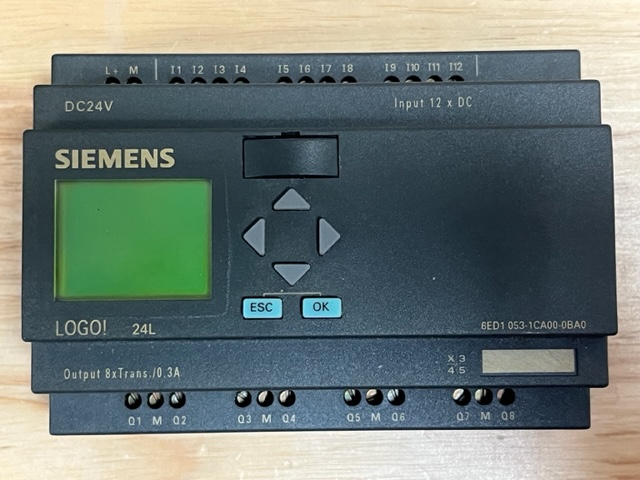 L+ M I1 I2 I3 I4 I5 I6 I7 I8 I9 I10 I11 I12
DC24V Input 12 x DC
SIEMENS
ESC OK
LOGO! 24L 6ED1 053-1CA00-0BA0
Output 8xTrans./0.3A X 3
4 5
Q1 M Q2 Q3 M Q4 Q5 M Q6 Q7 M Q8